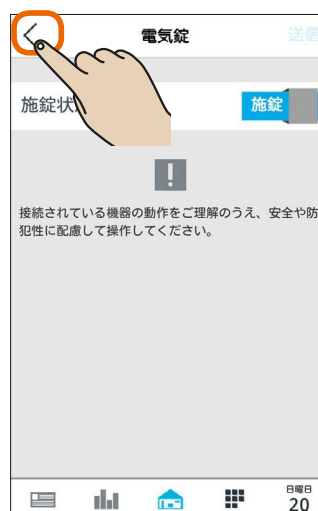 電気錠
送信
施錠状
施錠
接続されている機器の動作をご理解のうえ、安全や防
犯性に配慮して操作してください。
日曜日
20